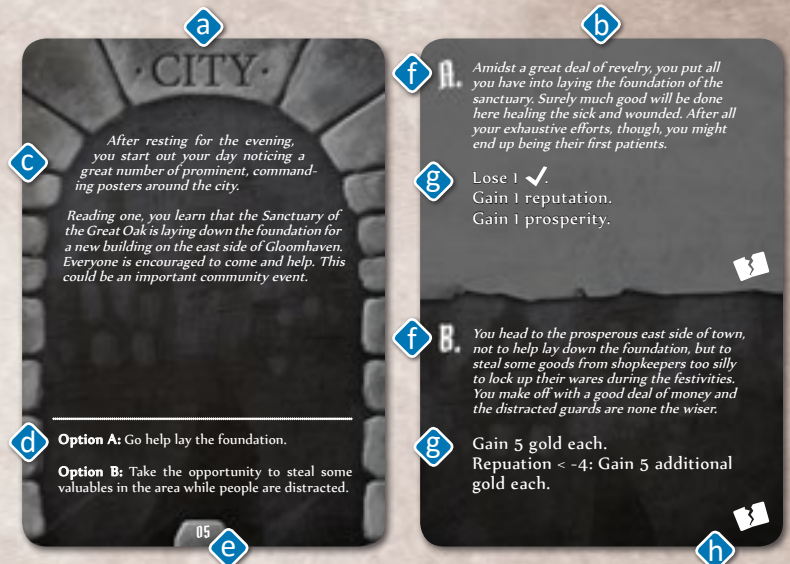 a
b
· CITY ·
c
After resting for the evening,
you start out your day noticing a
great number of prominent, command-
ing posters around the city.
Reading one, you learn that the Sanctuary of
the Great Oak is laying down the foundation for
a new building on the east side of Gloomhaven.
Everyone is encouraged to come and help. This
could be an important community event.
d
Option A: Go help lay the foundation.
Option B: Take the opportunity to steal some
valuables in the area while people are distracted.
05
e
f
A.
Amidst a great deal of revelry, you put all
you have into laying the foundation of the
sanctuary. Surely much good will be done
here healing the sick and wounded. After all
your exhaustive efforts, though, you might
end up being their first patients.
g
Lose 1 ✔.
Gain 1 reputation.
Gain 1 prosperity.
f
B.
You head to the prosperous east side of town,
not to help lay down the foundation, but to
steal some goods from shopkeepers too silly
to lock up their wares during the festivities.
You make off with a good deal of money and
the distracted guards are none the wiser.
g
Gain 5 gold each.
Repuation < -4: Gain 5 additional
gold each.
h